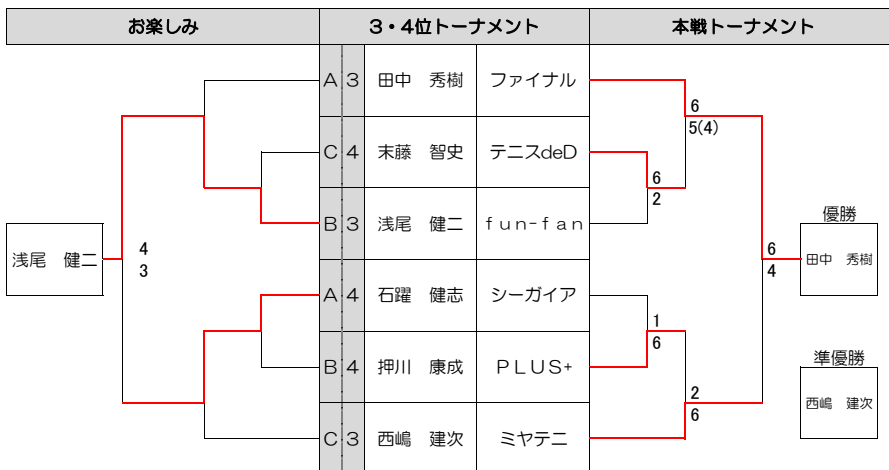 お楽しみ ３・４位トーナメント 本戦トーナメント
A 3 田中　秀樹 ファイナル
6
5(4)
C 4 末藤　智史 テニスdeD
6
2
B 3 浅尾　健二 ｆｕｎ-ｆａｎ
優勝
浅尾　健二
4
3
6
4
田中　秀樹
A 4 石躍　健志 シーガイア
1
6
B 4 押川　康成 ＰＬＵＳ+
準優勝
2
6
西嶋　建次
C 3 西嶋　建次 ミヤテニ